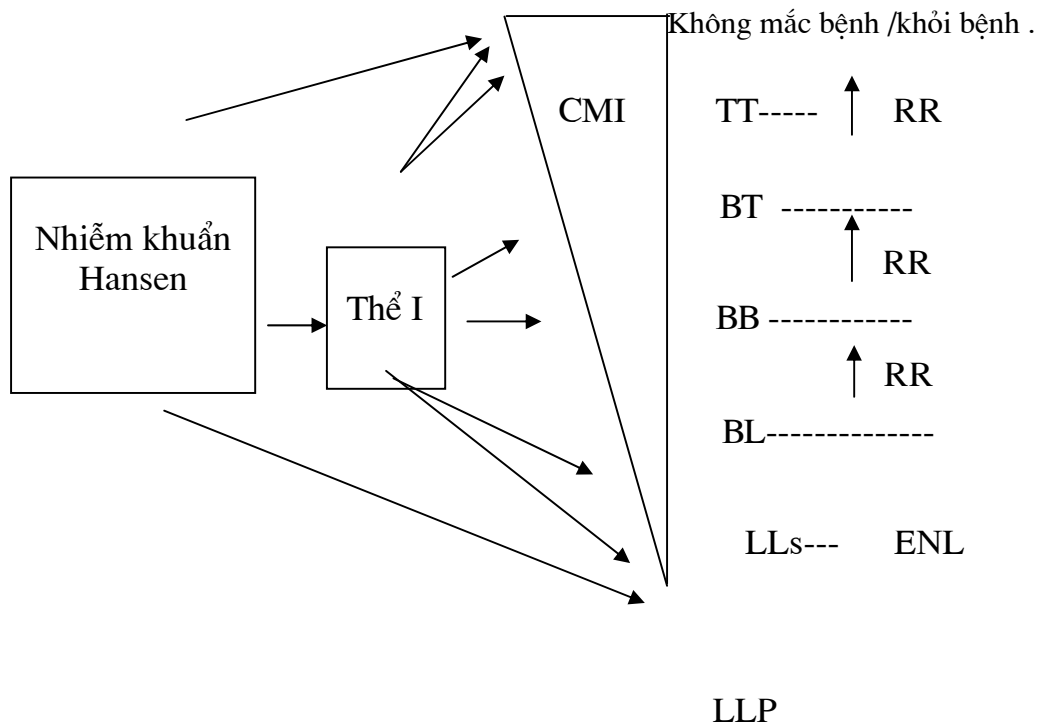 Không mắc bệnh /khỏi bệnh .
CMI
TT----- RR
BT -----------
Nhiễm khuẩn
Hansen
RR
Thể I
BB ------------
RR
BL--------------
LLs--- ENL
LLP